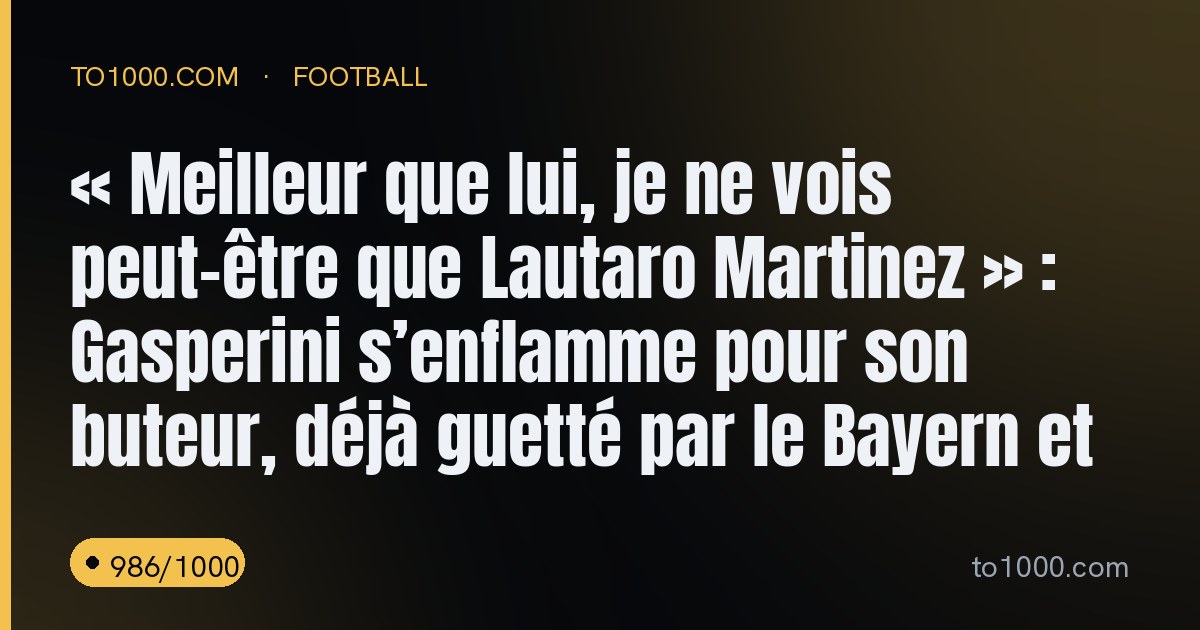 TO1000.COM · FOOTBALL
« Meilleur que lui, je ne vois
peut-être que Lautaro Martinez » :
Gasperini s’enflamme pour son
buteur, déjà guetté par le Bayern et
986/1000
to1000.com